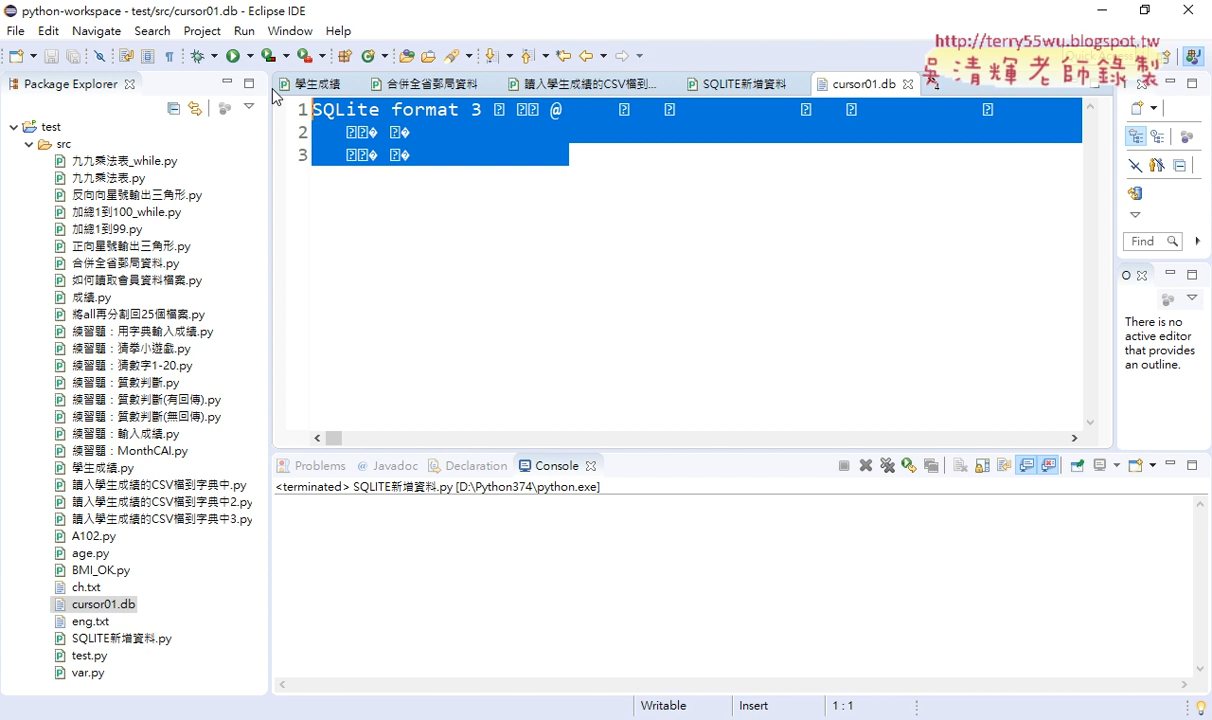 python-workspace - test/src/cursor01.db - Eclipse IDE
File Edit Navigate Search Project Run Window Help
http://terry55wu.blogspot.tw
吳清輝老師錄製
Package Explorer
學生成績
合併全省郵局資料
讀入學生成績的CSV檔到...
SQLITE新增資料
cursor01.db
test
src
九九乘法表_while.py
九九乘法表.py
反向向星號輸出三角形.py
加總1到100_while.py
加總1到99.py
正向星號輸出三角形.py
合併全省郵局資料.py
如何讀取會員資料檔案.py
成績.py
將all再分割回25個檔案.py
練習題：用字典輸入成績.py
練習題：猜拳小遊戲.py
練習題：猜數字1-20.py
練習題：質數判斷.py
練習題：質數判斷(有回傳).py
練習題：質數判斷(無回傳).py
練習題：輸入成績.py
練習題：MonthCAI.py
學生成績.py
讀入學生成績的CSV檔到字典中.py
讀入學生成績的CSV檔到字典中2.py
讀入學生成績的CSV檔到字典中3.py
A102.py
age.py
BMI_OK.py
ch.txt
cursor01.db
eng.txt
SQLITE新增資料.py
test.py
var.py
1 SQLite format 3 @
2
3
Find
O
There is no
active editor
that provides
an outline.
Problems Javadoc Declaration Console
<terminated> SQLITE新增資料.py [D:\Python374\python.exe]
Writable Insert 1 : 1